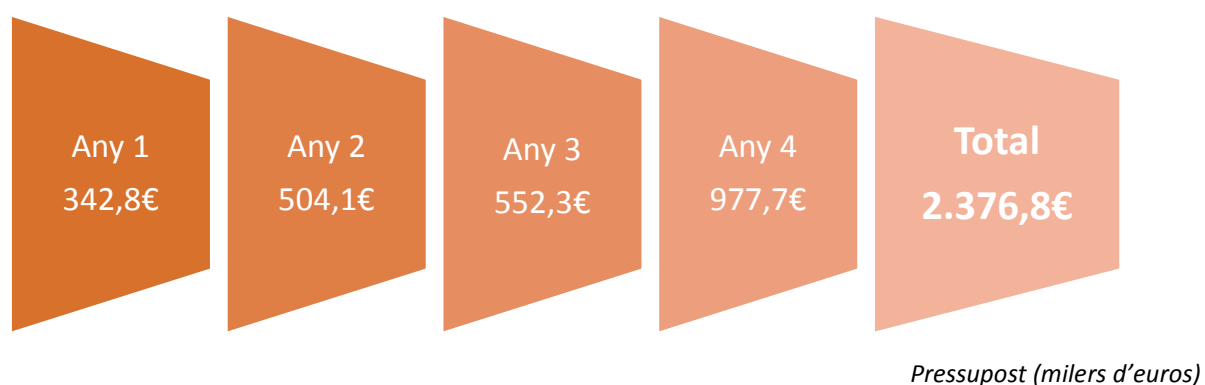 Any 1
342,8€
Any 2
504,1€
Any 3
552,3€
Any 4
977,7€
Total
2.376,8€
Pressupost (milers d’euros)